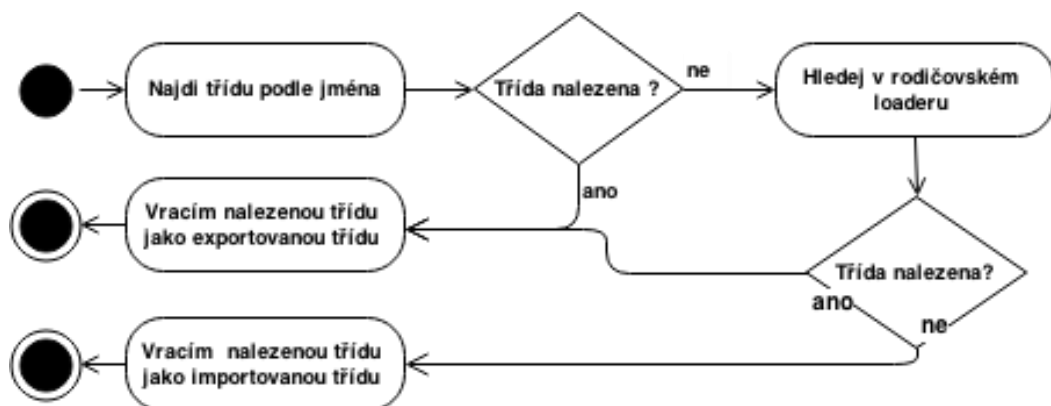 Najdi třídu podle jména
Třída nalezena ?
ne
Hledej v rodičovském
loaderu
ano
Vracím nalezenou třídu
jako exportovanou třídu
Třída nalezena?
ano
ne
Vracím nalezenou třídu
jako importovanou třídu